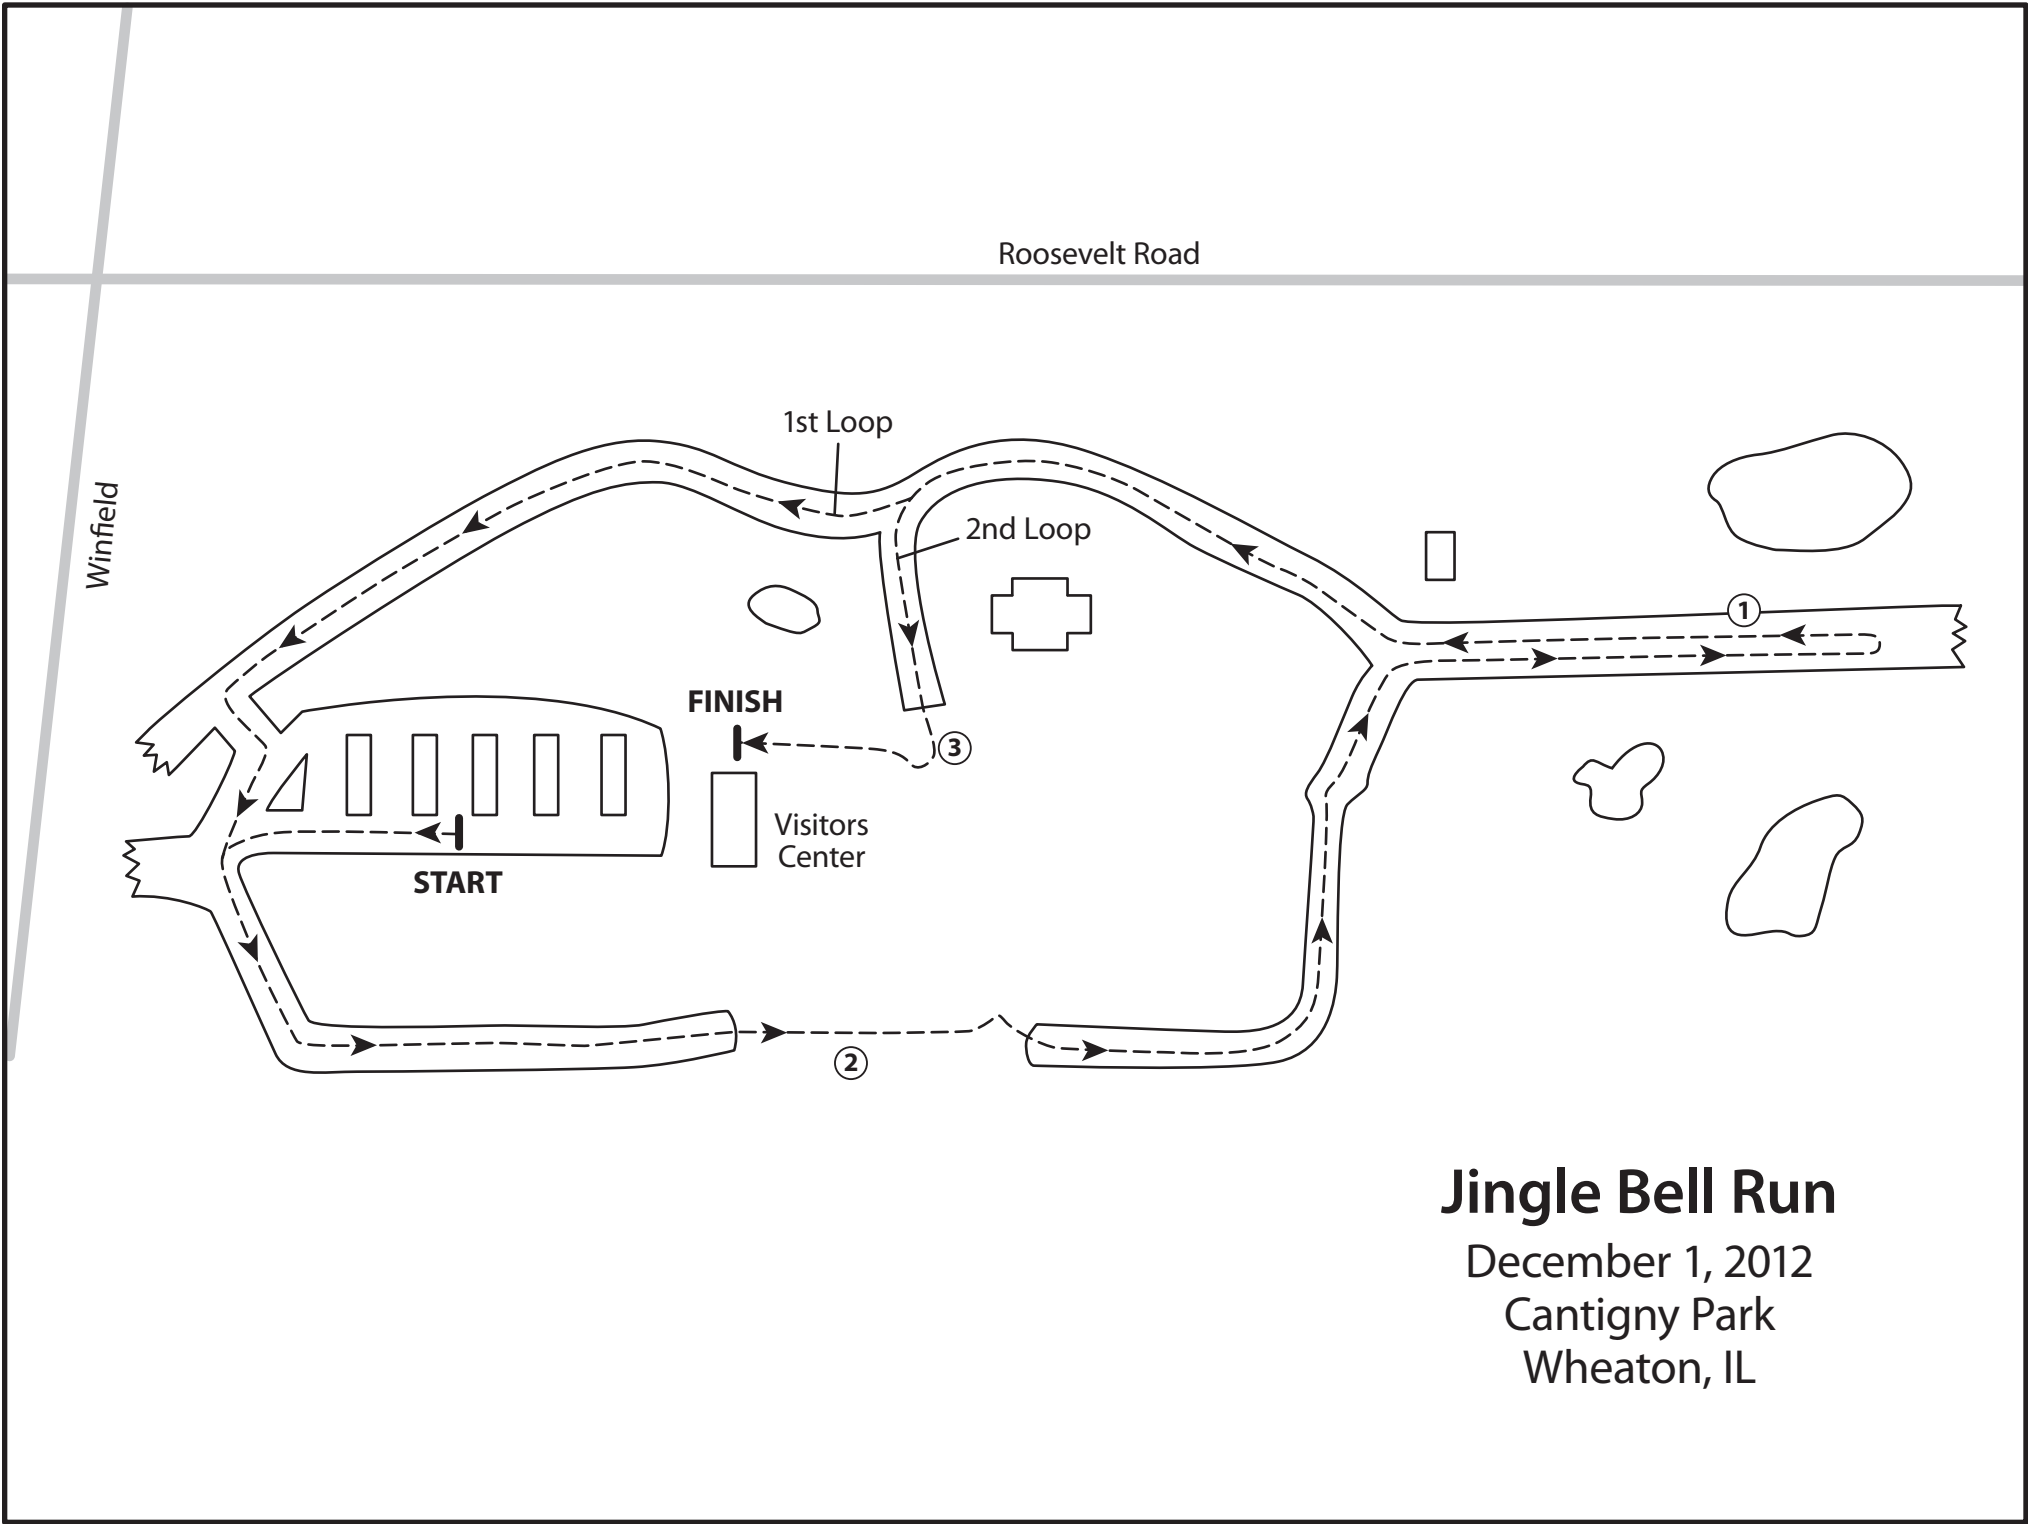 Roosevelt Road
Winfield
1st Loop
2nd Loop
1
FINISH
3
Visitors
Center
START
2
Jingle Bell Run
December 1, 2012
Cantigny Park
Wheaton, IL